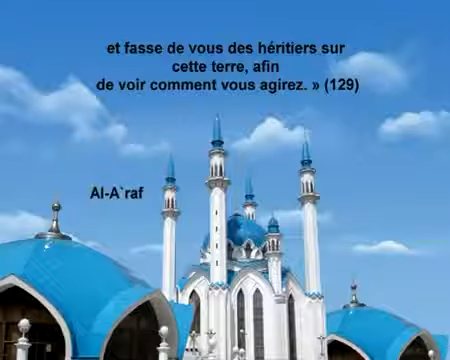 et fasse de vous des héritiers sur
cette terre, afin
de voir comment vous agirez. » (129)
Al-A`raf